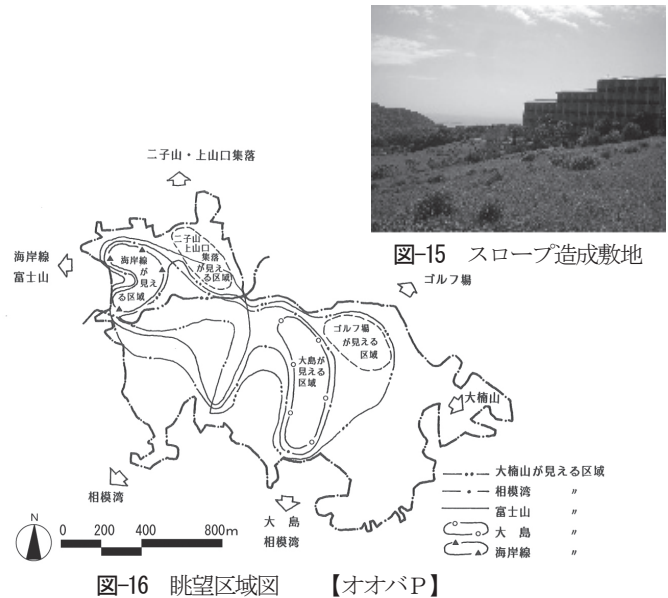 図-15 スロープ造成敷地
二子山・上山口集落
海岸線
富士山
ゴルフ場
二子山
上山口
集落
が見え
る区域
海岸線
が
見え
る区域
ゴルフ場
が見える
区域
大島が
見える
区域
大楠山
相模湾
大島
相模湾
大楠山が見える区域
相模湾 〃
富士山 〃
大島 〃
海岸線 〃
N
0 200 400 800m
図-16 眺望区域図 【オオバP】